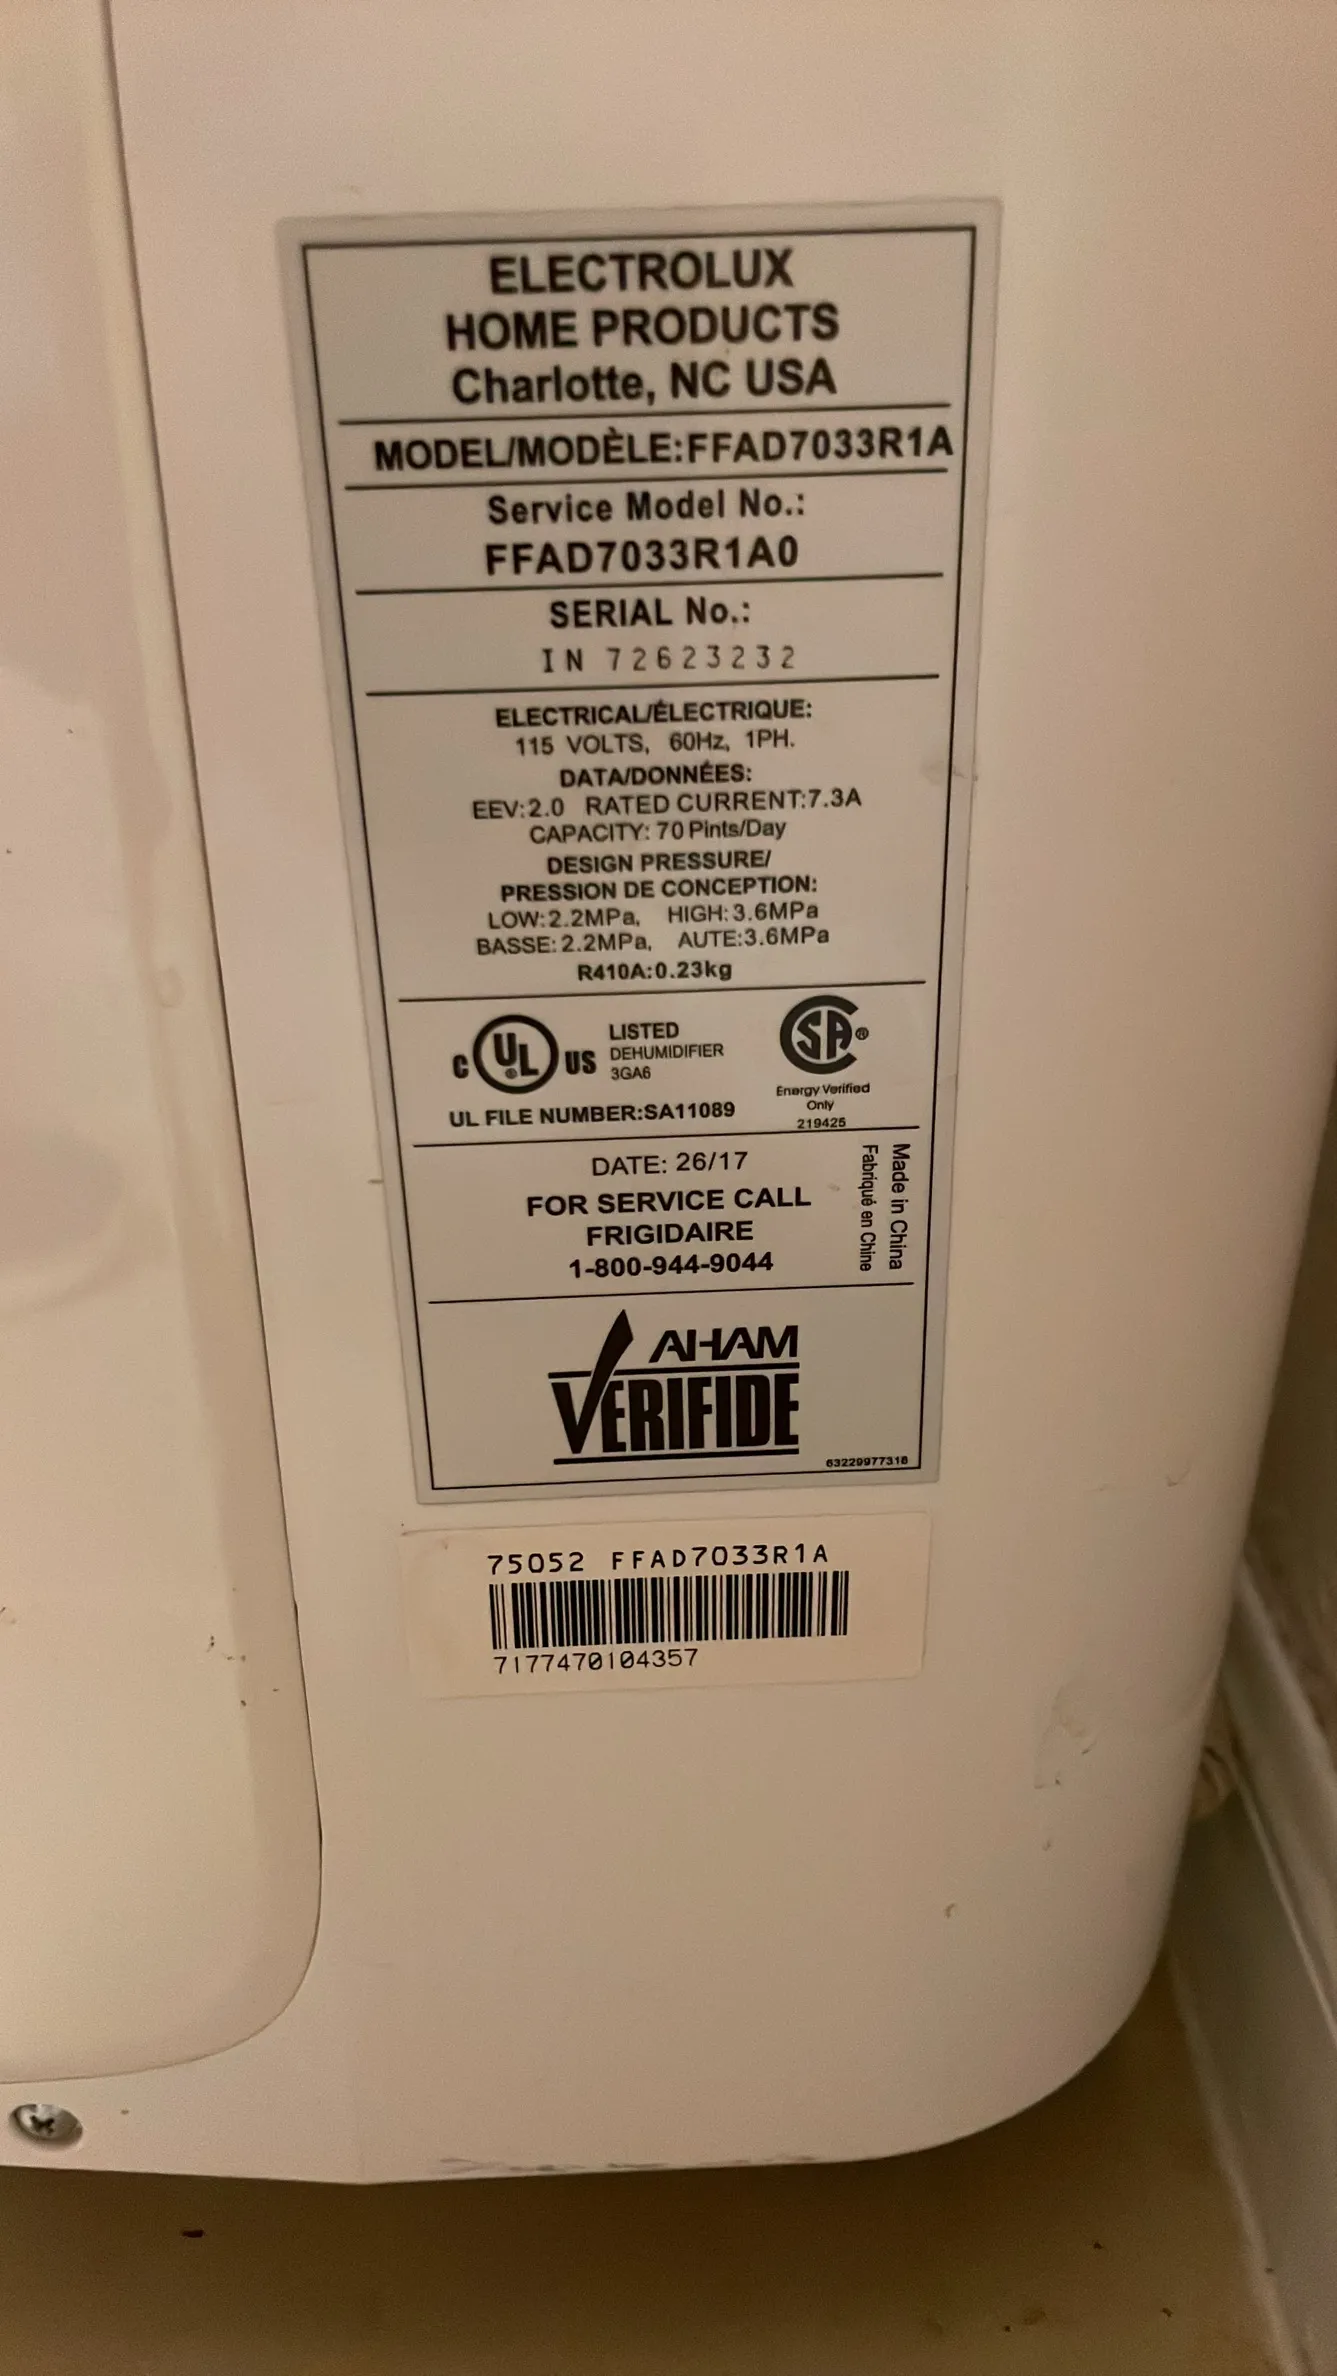 ELECTROLUX
HOME PRODUCTS
Charlotte, NC USA
MODEL/MODÈLE:FFAD7033R1A
Service Model No.:
FFAD7033R1A0
SERIAL No.:
IN 72623232
ELECTRICAL/ÉLECTRIQUE:
115 VOLTS, 60Hz, 1PH.
DATA/DONNÉES:
EEV:2.0 RATED CURRENT:7.3A
CAPACITY: 70 Pints/Day
DESIGN PRESSURE/
PRESSION DE CONCEPTION:
LOW:2.2MPa, HIGH:3.6MPa
BASSE:2.2MPa, AUTE:3.6MPa
R410A:0.23kg
C UL ® US
LISTED
DEHUMIDIFIER
3GA6
UL FILE NUMBER:SA11089
SA ®
Energy Verified
Only
219425
DATE: 26/17
FOR SERVICE CALL
FRIGIDAIRE
1-800-944-9044
Made in China
Fabriqué en Chine
AHAM
VERIFIDE
63229977318
75052 FFAD7033R1A
7177470104357